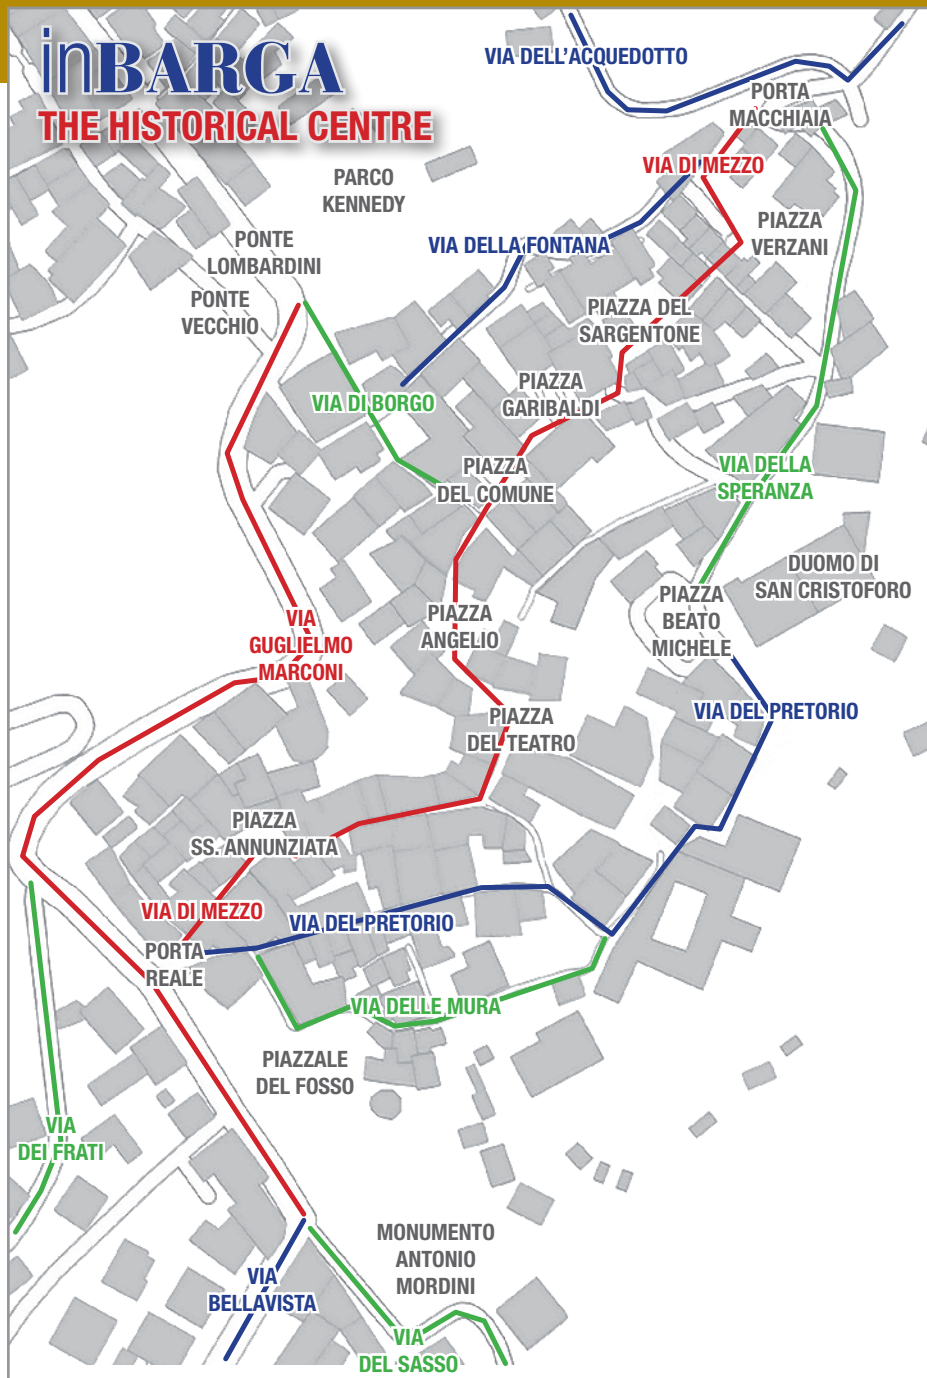 inBARGA
THE HISTORICAL CENTRE
VIA DELL'ACQUEDOTTO
PORTA
MACCHIAIA
VIA DI MEZZO
PARCO
KENNEDY
PIAZZA
VERZANI
PONTE
LOMBARDINI
VIA DELLA FONTANA
PONTE
VECCHIO
PIAZZA DEL
SARGENTONE
PIAZZA
GARIBALDI
VIA DI BORGO
PIAZZA
DEL COMUNE
VIA DELLA
SPERANZA
DUOMO DI
SAN CRISTOFORO
PIAZZA
BEATO
MICHELE
PIAZZA
ANGELIO
VIA
GUGLIELMO
MARCONI
VIA DEL PRETORIO
PIAZZA
DEL TEATRO
PIAZZA
SS. ANNUNZIATA
VIA DI MEZZO
VIA DEL PRETORIO
PORTA
REALE
VIA DELLE MURA
PIAZZALE
DEL FOSSO
VIA
DEI FRATI
MONUMENTO
ANTONIO
MORDINI
VIA
BELLAVISTA
VIA
DEL SASSO